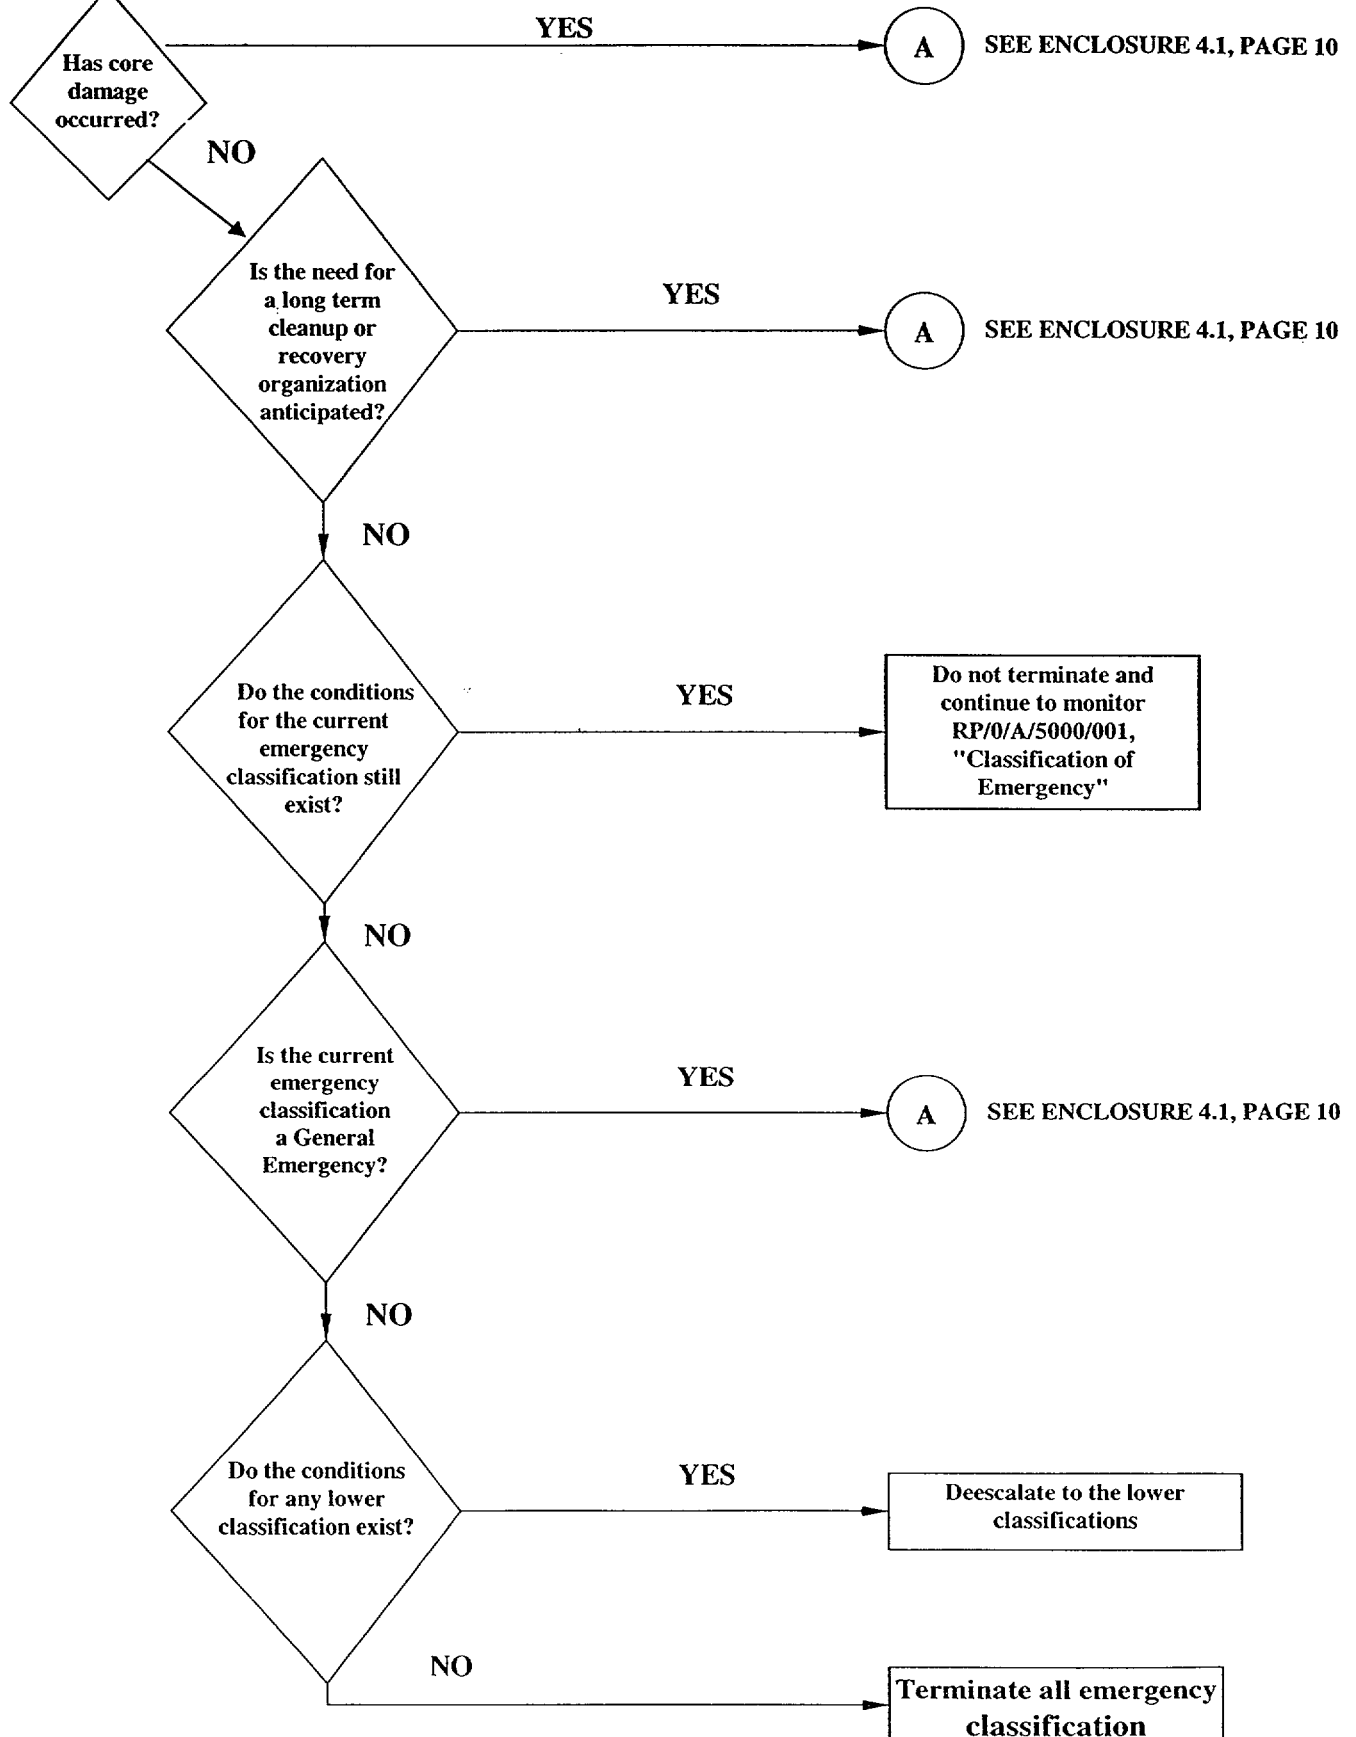 YES
A
SEE ENCLOSURE 4.1, PAGE 10
Has core
damage
occurred?
NO
Is the need for
a long term
cleanup or
recovery
organization
anticipated?
YES
A
SEE ENCLOSURE 4.1, PAGE 10
NO
Do the conditions
for the current
emergency
classification still
exist?
YES
Do not terminate and
continue to monitor
RP/0/A/5000/001,
"Classification of
Emergency"
NO
Is the current
emergency
classification
a General
Emergency?
YES
A
SEE ENCLOSURE 4.1, PAGE 10
NO
Do the conditions
for any lower
classification exist?
YES
Deescalate to the lower
classifications
NO
Terminate all emergency
classification